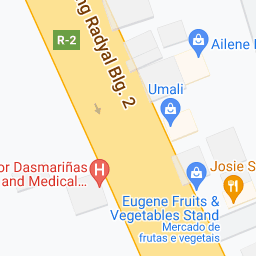 ng Radyal Blg. 2
R-2
Ailene
Umali
or Dasmariñas
and Medical...
Josie S
Eugene Fruits &
Vegetables Stand
Mercado de
frutas e vegetais